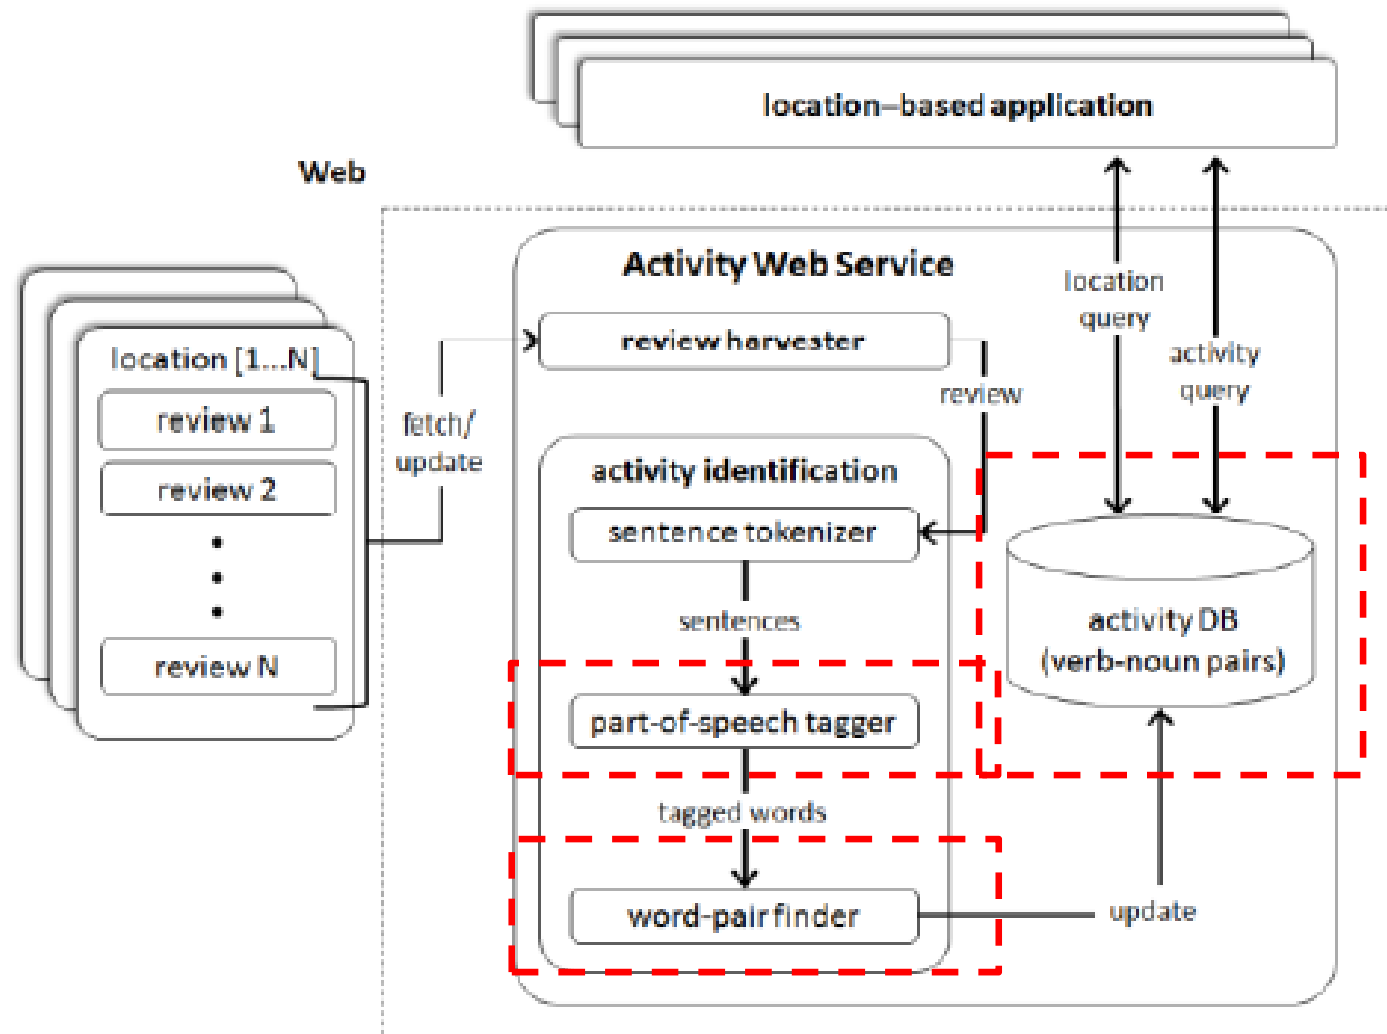 location–based application
Web
Activity Web Service
location
query
activity
query
review harvester
review
location [1...N]
review 1
review 2
review N
fetch/
update
activity identification
sentence tokenizer
sentences
part-of-speech tagger
tagged words
word-pair finder
activity DB
(verb-noun pairs)
update